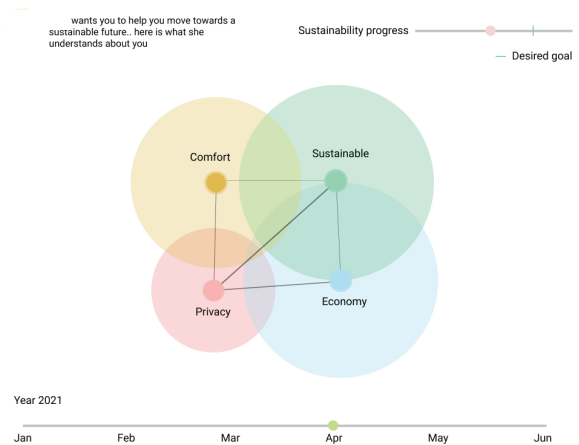 wants you to help you move towards a
sustainable future.. here is what she
understands about you
Sustainability progress
Desired goal
Comfort
Sustainable
Privacy
Economy
Year 2021
Jan Feb Mar Apr May Jun